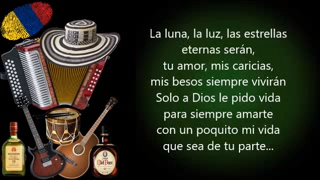 La luna, la luz, las estrellas
eternas serán,
tu amor, mis caricias,
mis besos siempre vivirán
Solo a Dios le pido vida
para siempre amarte
con un poquito mi vida
que sea de tu parte...